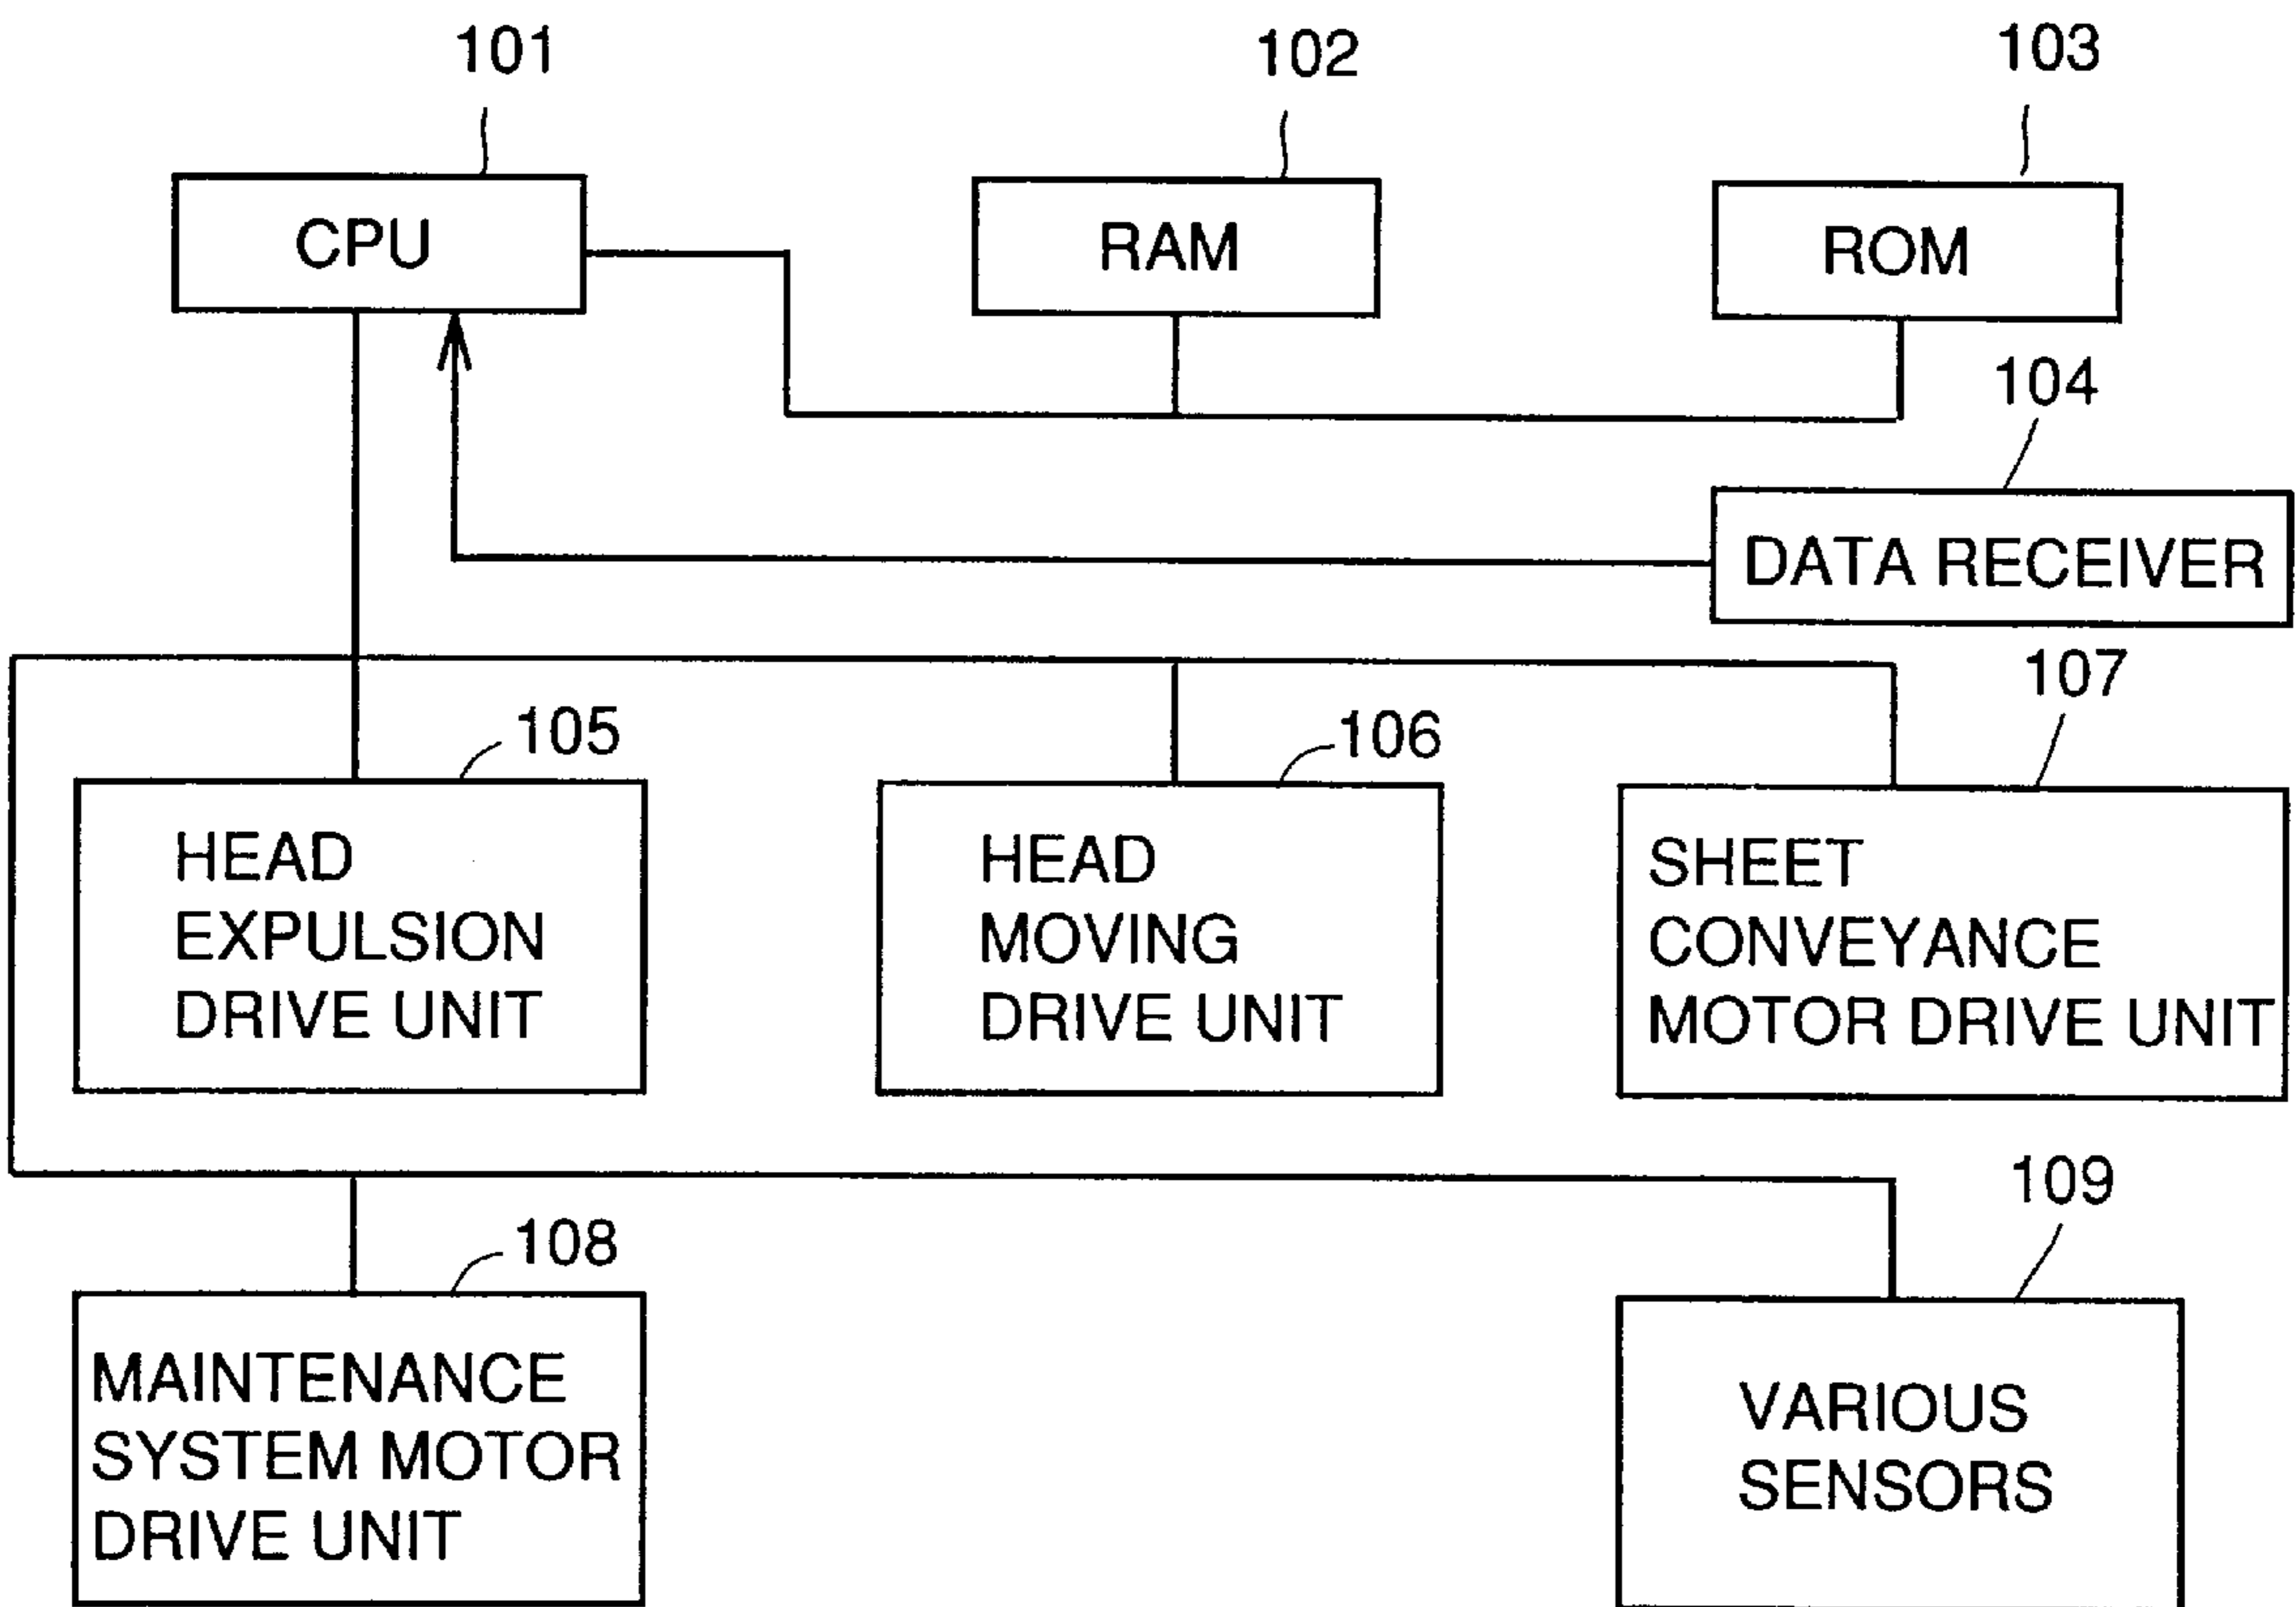 101
102
103
CPU
RAM
ROM
104
DATA RECEIVER
107
105
106
HEAD
EXPULSION
DRIVE UNIT
HEAD
MOVING
DRIVE UNIT
SHEET
CONVEYANCE
MOTOR DRIVE UNIT
109
108
MAINTENANCE
SYSTEM MOTOR
DRIVE UNIT
VARIOUS
SENSORS